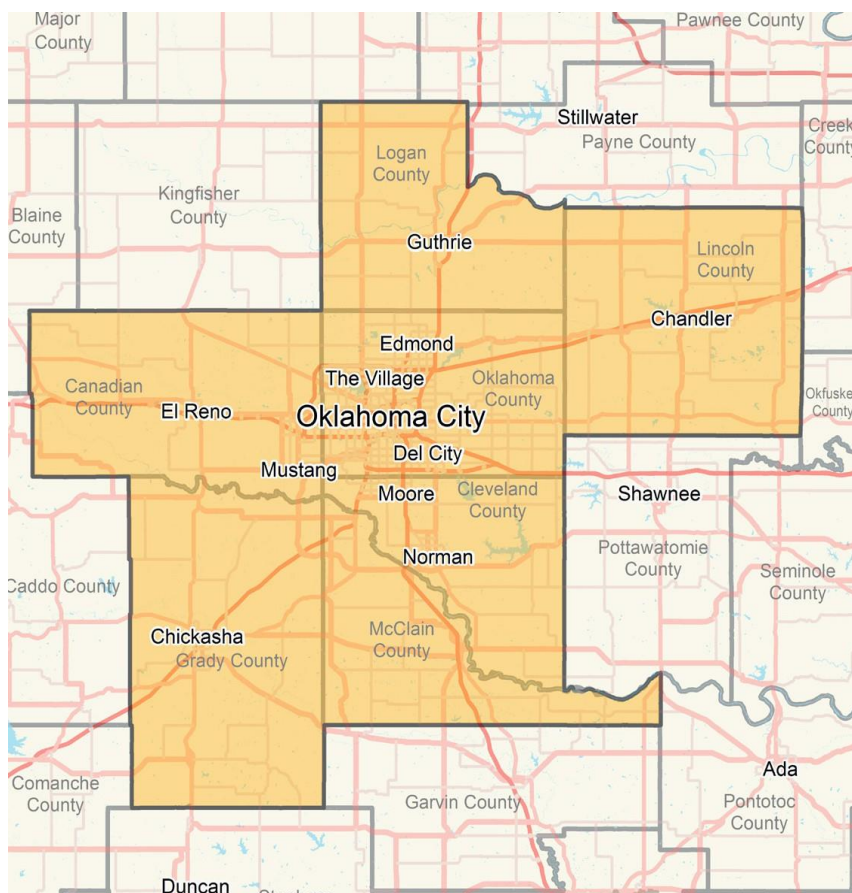 Major
County
Pawnee County
Stillwater
Payne County
Creek
County
Logan
County
Kingfisher
County
Blaine
County
Guthrie
Lincoln
County
Chandler
Edmond
The Village
Oklahoma
County
Canadian
County
El Reno
Oklahoma City
Okfuske
County
Del City
Mustang
Moore
Cleveland
County
Shawnee
Norman
Pottawatomie
County
Seminole
County
Caddo County
Chickasha
Grady County
McClain
County
Ada
Comanche
County
Garvin County
Pontotoc
County
Duncan